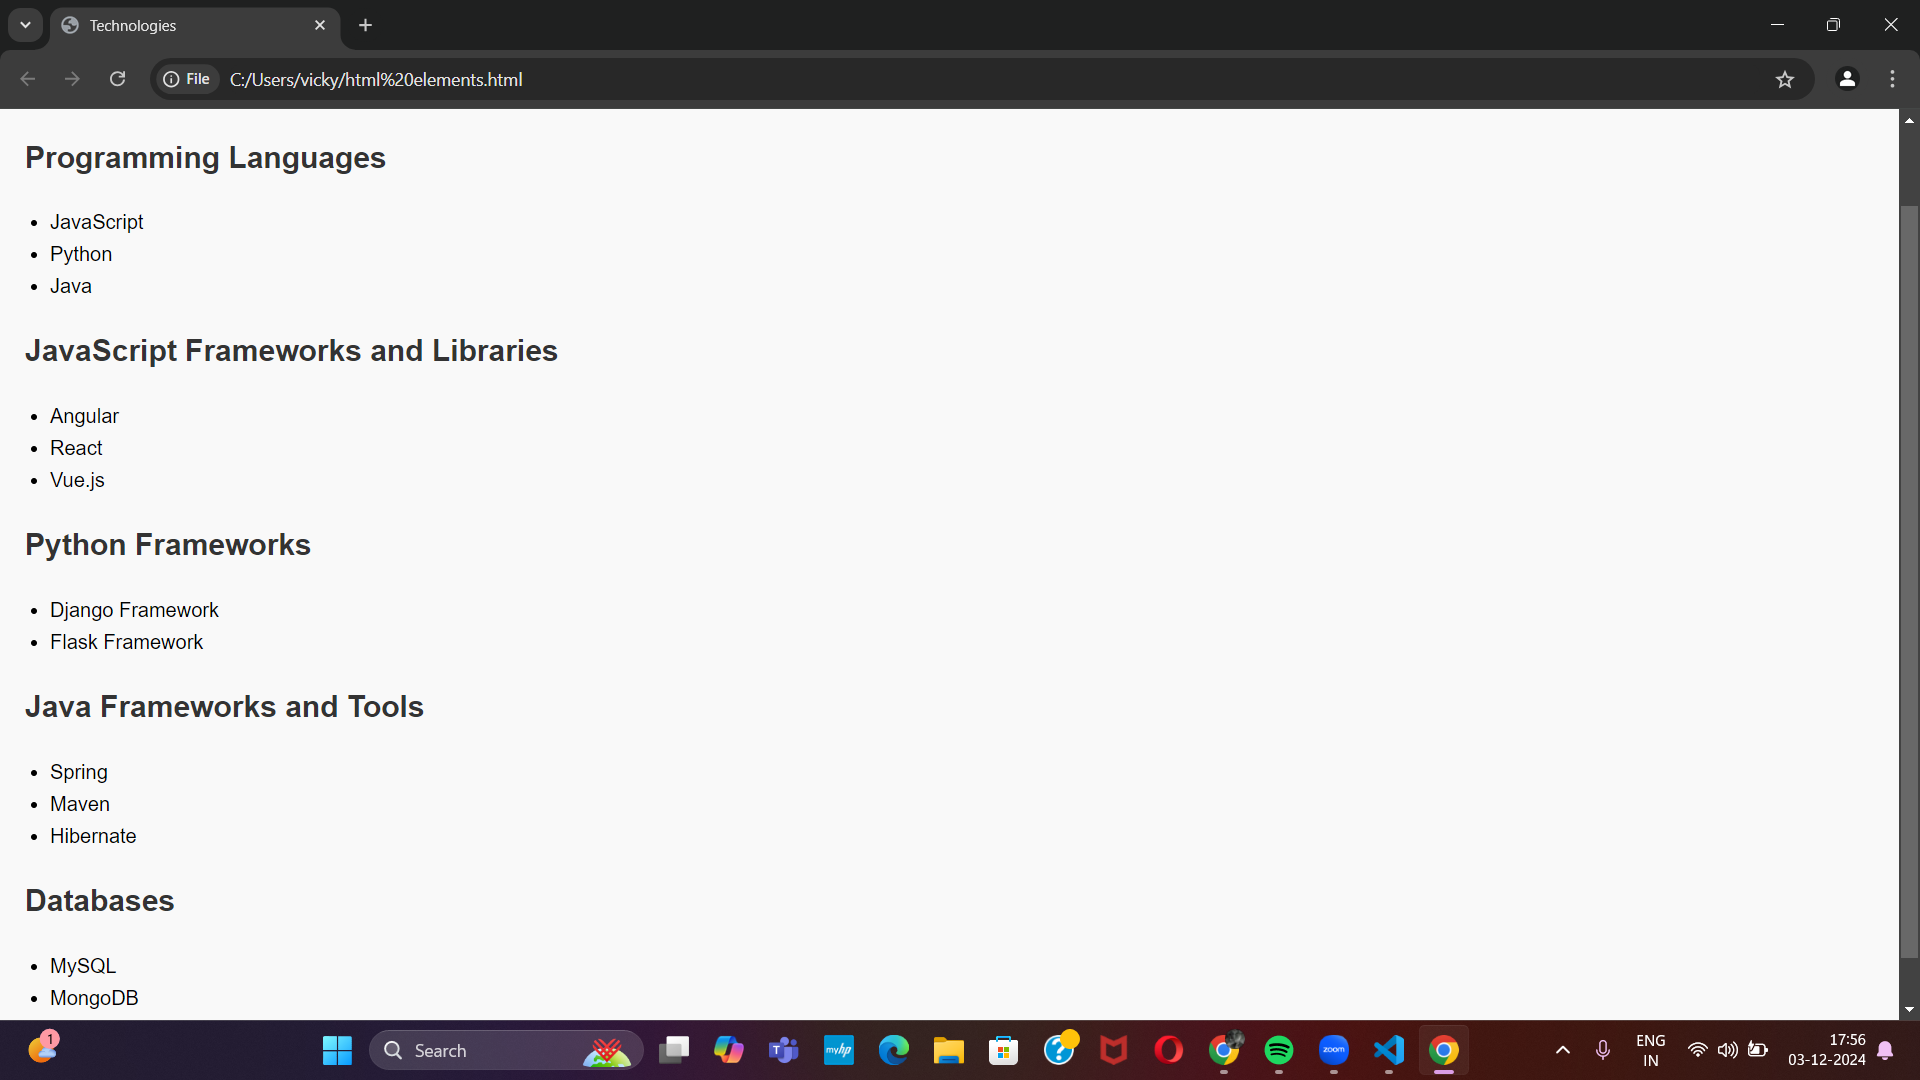 Technologies
File C:/Users/vicky/html%20elements.html
Programming Languages
JavaScript
Python
Java
JavaScript Frameworks and Libraries
Angular
React
Vue.js
Python Frameworks
Django Framework
Flask Framework
Java Frameworks and Tools
Spring
Maven
Hibernate
Databases
MySQL
MongoDB
1
Search
T
myhp
zoom
ENG
IN
17:56
03-12-2024